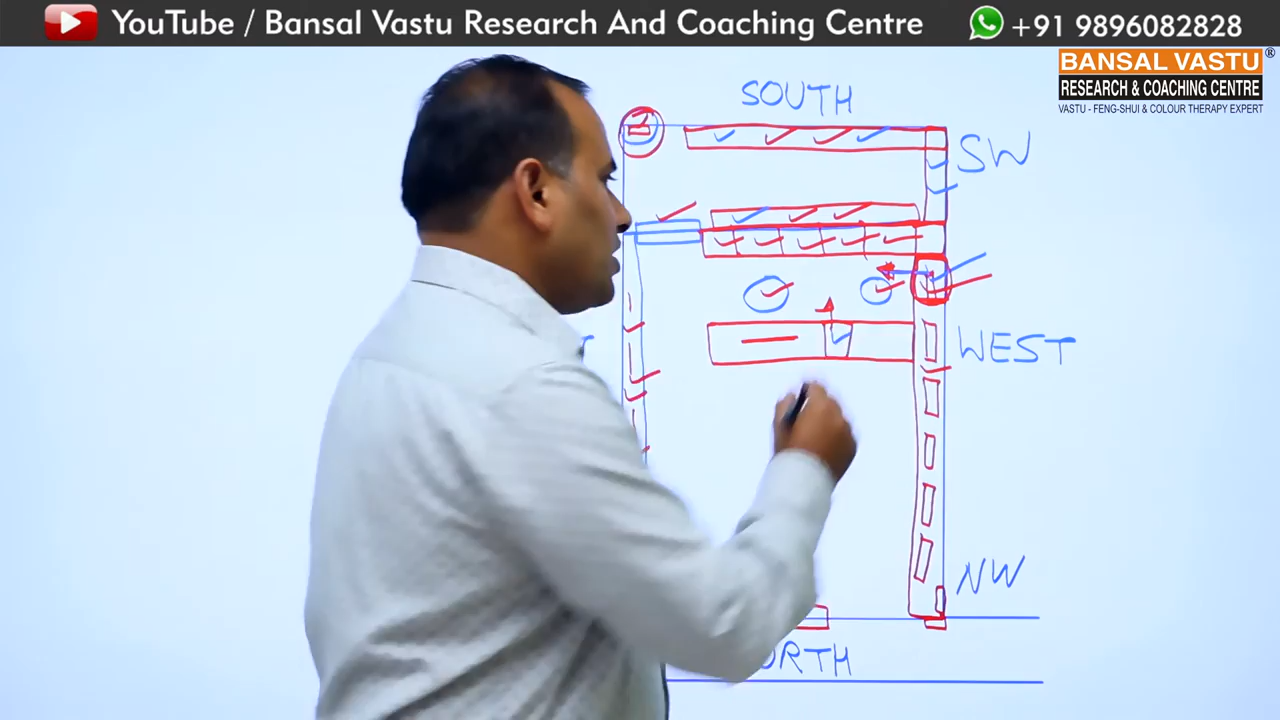 YouTube / Bansal Vastu Research And Coaching Centre
+91 9896082828
BANSAL VASTU®
RESEARCH & COACHING CENTRE
VASTU - FENG-SHUI & COLOUR THERAPY EXPERT
SOUTH
SW
WEST
NW